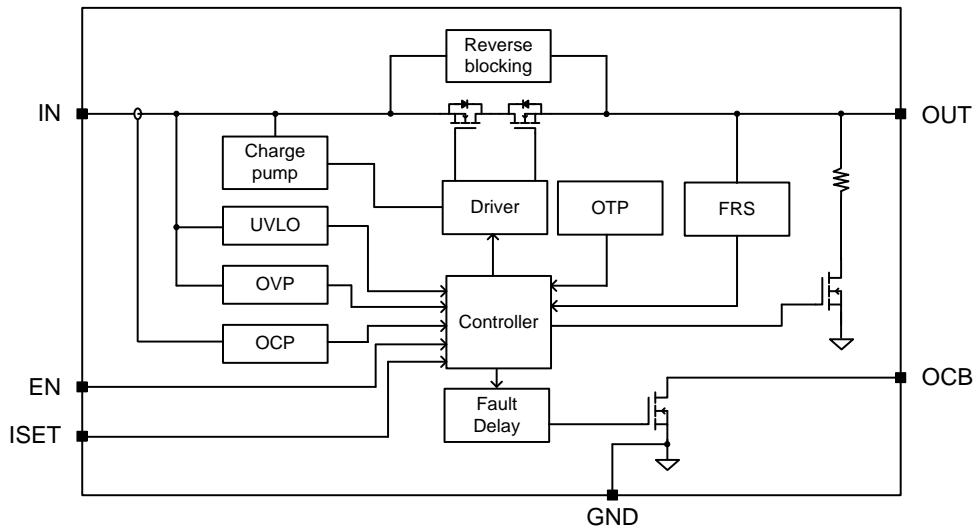 Reverse
blocking
IN
OUT
Charge
pump
Driver
OTP
FRS
UVLO
OVP
Controller
OCP
EN
OCB
Fault
Delay
ISET
GND